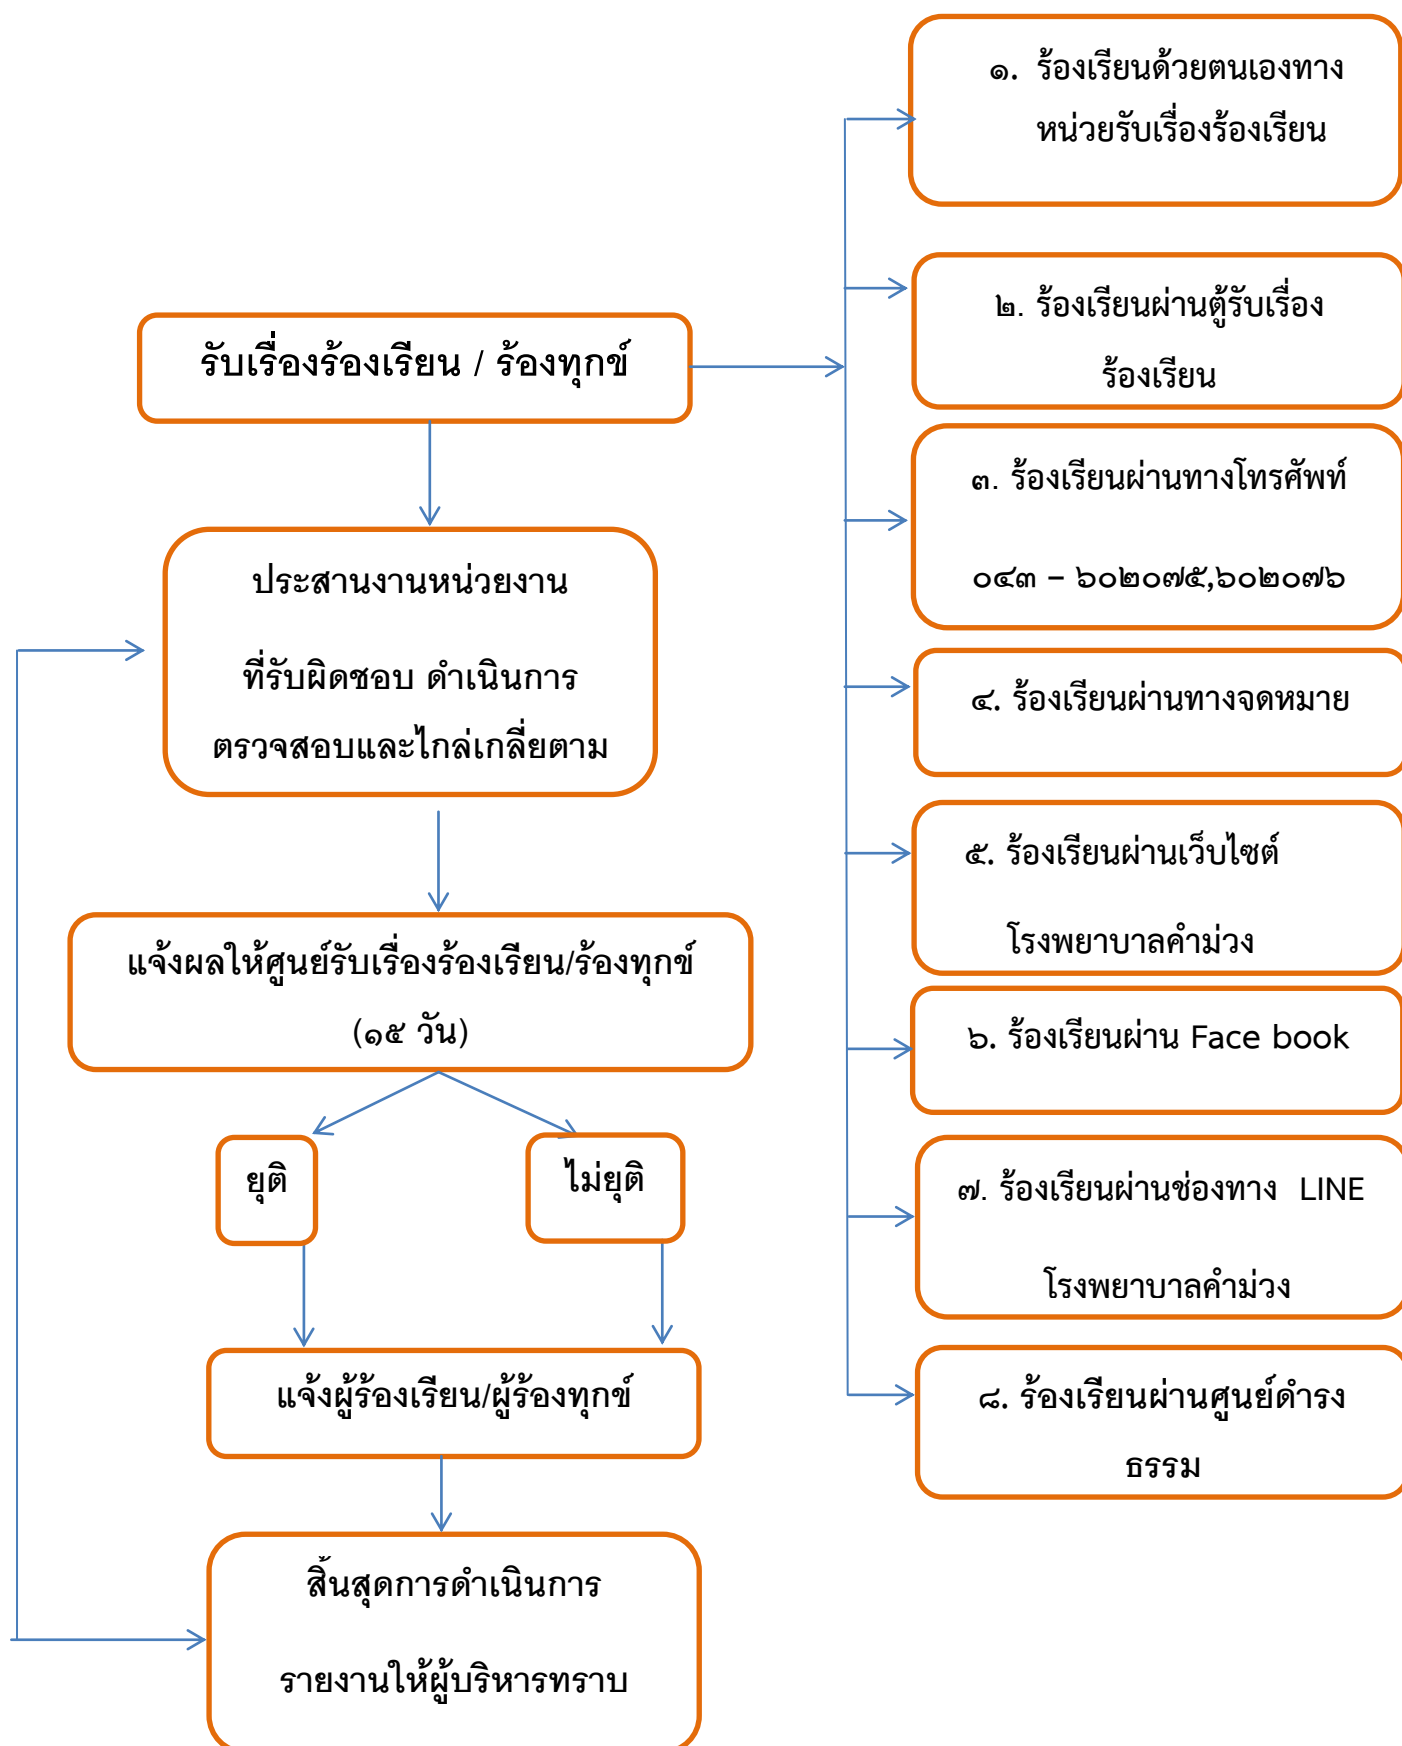 รับเรื่องร้องเรียน / ร้องทุกข์
ประสานงานหน่วยงาน
ที่รับผิดชอบ ดำเนินการ
ตรวจสอบและไกล่เกลี่ยตาม
แจ้งผลให้ศูนย์รับเรื่องร้องเรียน/ร้องทุกข์
(๑๕ วัน)
ยุติ
ไม่ยุติ
แจ้งผู้ร้องเรียน/ผู้ร้องทุกข์
สิ้นสุดการดำเนินการ
รายงานให้ผู้บริหารทราบ
๑. ร้องเรียนด้วยตนเองทาง
หน่วยรับเรื่องร้องเรียน
๒. ร้องเรียนผ่านตู้รับเรื่อง
ร้องเรียน
๓. ร้องเรียนผ่านทางโทรศัพท์
๐๔๓ – ๖๐๒๐๗๕,๖๐๒๐๗๖
๔. ร้องเรียนผ่านทางจดหมาย
๕. ร้องเรียนผ่านเว็บไซต์
โรงพยาบาลคำม่วง
๖. ร้องเรียนผ่าน Face book
๗. ร้องเรียนผ่านช่องทาง LINE
โรงพยาบาลคำม่วง
๘. ร้องเรียนผ่านศูนย์ดำรง
ธรรม